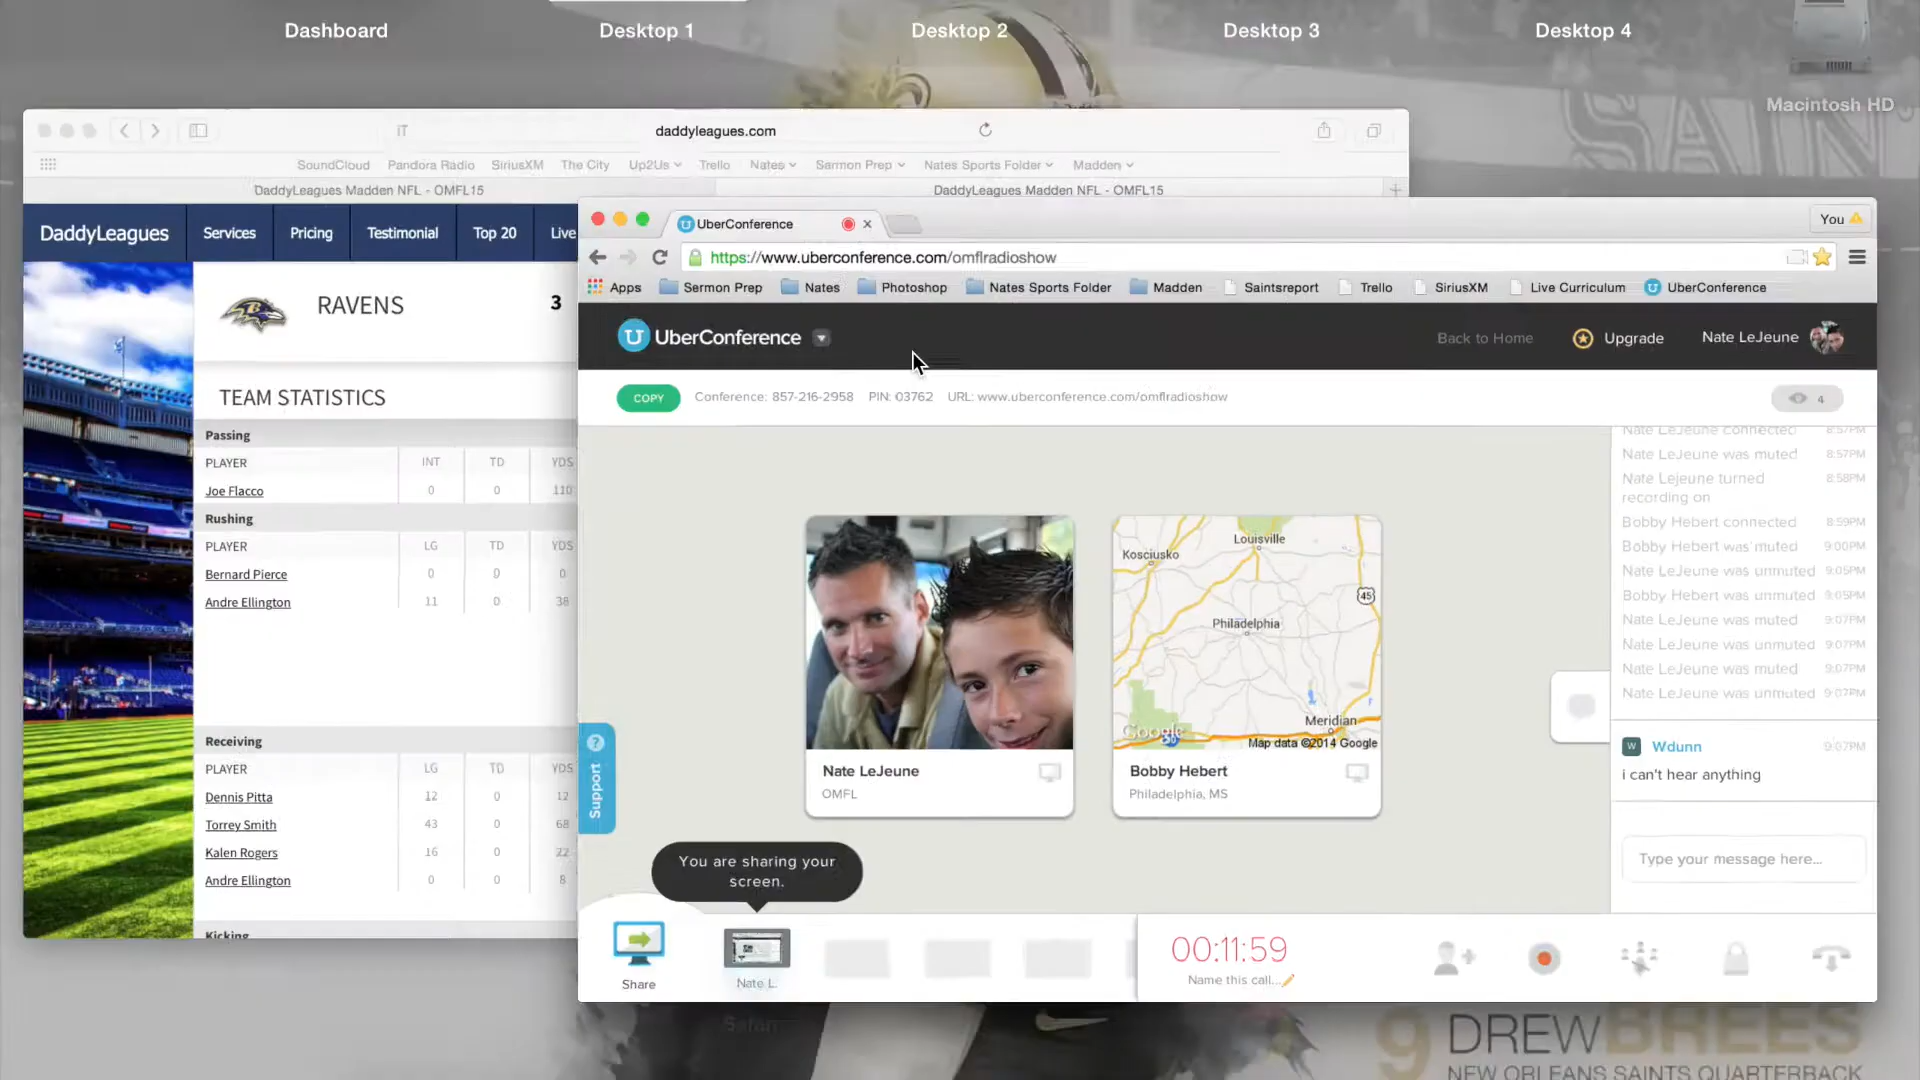 Dashboard
Desktop 1
Desktop 2
Desktop 3
Desktop 4
Macintosh HD
daddyleagues.com
SoundCloud Pandora Radio SiriusXM The City Up2Us Trello Nates Sermon Prep Nates Sports Folder Madden
DaddyLeagues Madden NFL - OMFL15
DaddyLeagues Madden NFL - OMFL15
DaddyLeagues Services Pricing Testimonial Top 20 Live
RAVENS 3
TEAM STATISTICS
Passing
PLAYER INT TD YDS
Joe Flacco 0 0 110
Rushing
PLAYER LG TD YDS
Bernard Pierce 0 0 0
Andre Ellington 11 0 38
Receiving
PLAYER LG TD YDS
Dennis Pitta 12 0 12
Torrey Smith 43 0 68
Kalen Rogers 16 0 22
Andre Ellington 0 0 8
Kicking
UberConference
You
https://www.uberconference.com/omflradioshow
Apps Sermon Prep Nates Photoshop Nates Sports Folder Madden Saintsreport Trello SiriusXM Live Curriculum UberConference
UberConference
Back to Home Upgrade Nate LeJeune
COPY Conference: 857-216-2958 PIN: 03762 URL: www.uberconference.com/omflradioshow 4
Nate LeJeune connected 8:57PM
Nate LeJeune was muted 8:57PM
Nate Lejeune turned 8:58PM
recording on
Bobby Hebert connected 8:59PM
Bobby Hebert was muted 9:00PM
Nate LeJeune was unmuted 9:05PM
Bobby Hebert was unmuted 9:05PM
Nate LeJeune was muted 9:07PM
Nate LeJeune was unmuted 9:07PM
Nate LeJeune was muted 9:07PM
Nate LeJeune was unmuted 9:07PM
W Wdunn 9:07PM
i can't hear anything
Type your message here...
Louisville
Kosciusko
45
Philadelphia
Meridian
Google
Map data ©2014 Google
Nate LeJeune
OMFL
Bobby Hebert
Philadelphia, MS
Support
You are sharing your
screen.
Share
Nate L.
00:11:59
Name this call...
Safari
SAIN
9 DREWBREES
NEW ORLEANS SAINTS QUARTERBACK